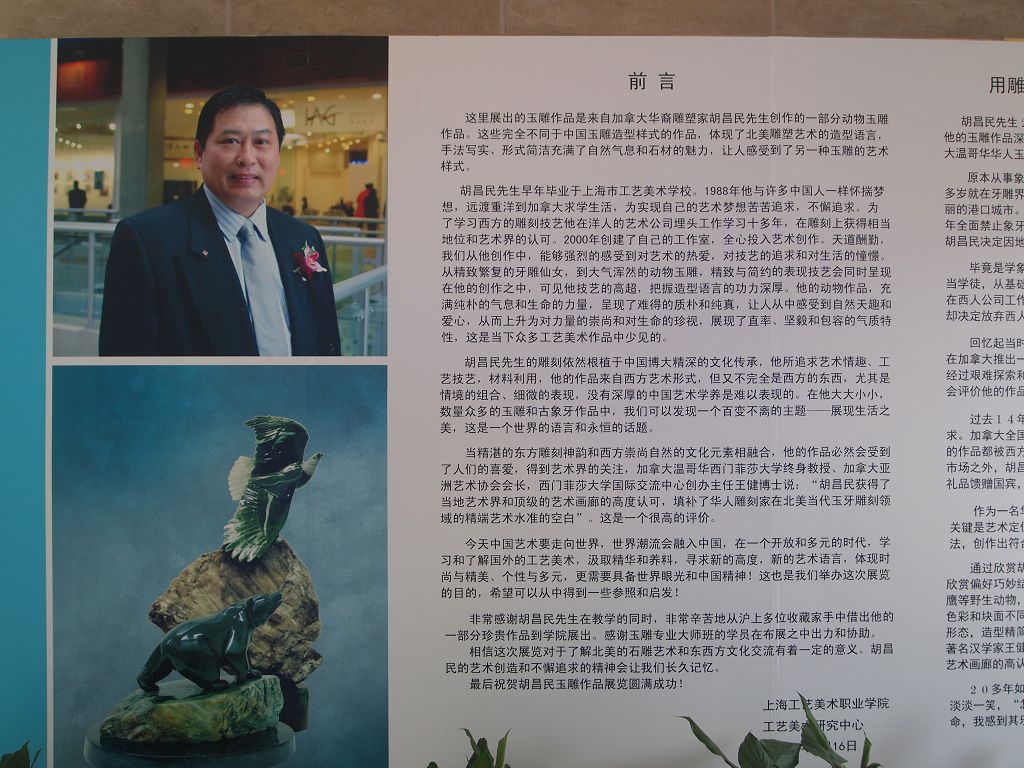 HAG
前 言
这里展出的玉雕作品是来自加拿大华裔雕塑家胡昌民先生创作的一部分动物玉雕
作品。这些完全不同于中国玉雕造型样式的作品，体现了北美雕塑艺术的造型语言，
手法写实、形式简洁充满了自然气息和石材的魅力，让人感受到了另一种玉雕的艺术
样式。
胡昌民先生早年毕业于上海市工艺美术学校。1988年他与许多中国人一样怀揣梦
想，远渡重洋到加拿大求学生活，为实现自己的艺术梦想苦苦追求，不懈追求。为
了学习西方的雕刻技艺他在洋人的艺术公司埋头工作学习十多年，在雕刻上获得相当
地位和艺术界的认可。2000年创建了自己的工作室，全心投入艺术创作。天道酬勤，
我们从他创作中，能够强烈的感受到对艺术的热爱，对技艺的追求和对生活的憧憬。
从精致繁复的牙雕仙女，到大气浑然的动物玉雕，精致与简约的表现技艺会同时呈现
在他的创作之中，可见他技艺的高超，把握造型语言的功力深厚。他的动物作品，充
满纯朴的气息和生命的力量，呈现了难得的质朴和纯真，让人从中感受到自然天趣和
爱心，从而上升为对力量的崇尚和对生命的珍视，展现了直率、坚毅和包容的气质特
性，这是当下众多工艺美术作品中少见的。
胡昌民先生的雕刻依然根植于中国博大精深的文化传承，他所追求艺术情趣、工
艺技艺，材料利用，他的作品来自西方艺术形式，但又不完全是西方的东西，尤其是
情境的组合、细微的表现，没有深厚的中国艺术学养是难以表现的。在他大大小小，
数量众多的玉雕和古象牙作品中，我们可以发现一个百变不离的主题——展现生活之
美，这是一个世界的语言和永恒的话题。
当精湛的东方雕刻神韵和西方崇尚自然的文化元素相融合，他的作品必然会受到
了人们的喜爱，得到艺术界的关注，加拿大温哥华西门菲莎大学终身教授、加拿大亚
洲艺术协会会长，西门菲莎大学国际交流中心创办主任王健博士说：“胡昌民获得了
当地艺术界和顶级的艺术画廊的高度认可，填补了华人雕刻家在北美当代玉牙雕刻领
域的精端艺术水准的空白”。这是一个很高的评价。
今天中国艺术要走向世界，世界潮流会融入中国，在一个开放和多元的时代，学
习和了解国外的工艺美术，汲取精华和养料，寻求新的高度，新的艺术语言，体现时
尚与精美、个性与多元，更需要具备世界眼光和中国精神！这也是我们举办这次展览
的目的，希望可以从中得到一些参照和启发！
非常感谢胡昌民先生在教学的同时，非常辛苦地从沪上多位收藏家手中借出他的
一部分珍贵作品到学院展出。感谢玉雕专业大师班的学员在布展之中出力和协助。
相信这次展览对于了解北美的石雕艺术和东西方文化交流有着一定的意义。胡昌
民的艺术创造和不懈追求的精神会让我们长久记忆。
最后祝贺胡昌民玉雕作品展览圆满成功！
上海工艺美术职业学院
工艺美术研究中心
月16日
用雕
胡昌民先生
他的玉雕作品深
大温哥华华人玉
原本从事象
多岁就在牙雕界
丽的港口城市。
年全面禁止象牙
胡昌民决定因地
毕竟是学象
当学徒，从基础
在西人公司工作
却决定放弃西人
回忆起当时
在加拿大推出一
经过艰难探索和
会评价他的作品
过去14年
求。加拿大全国
的作品都被西方
市场之外，胡昌
礼品馈赠国宾，
作为一名华
关键是艺术定位
法，创作出符合
通过欣赏胡
欣赏偏好巧妙结
鹰等野生动物，
色彩和块面不同
形态，造型精简
著名汉学家王健
艺术画廊的高认
20多年如
淡淡一笑，“怎
命，我感到其乐